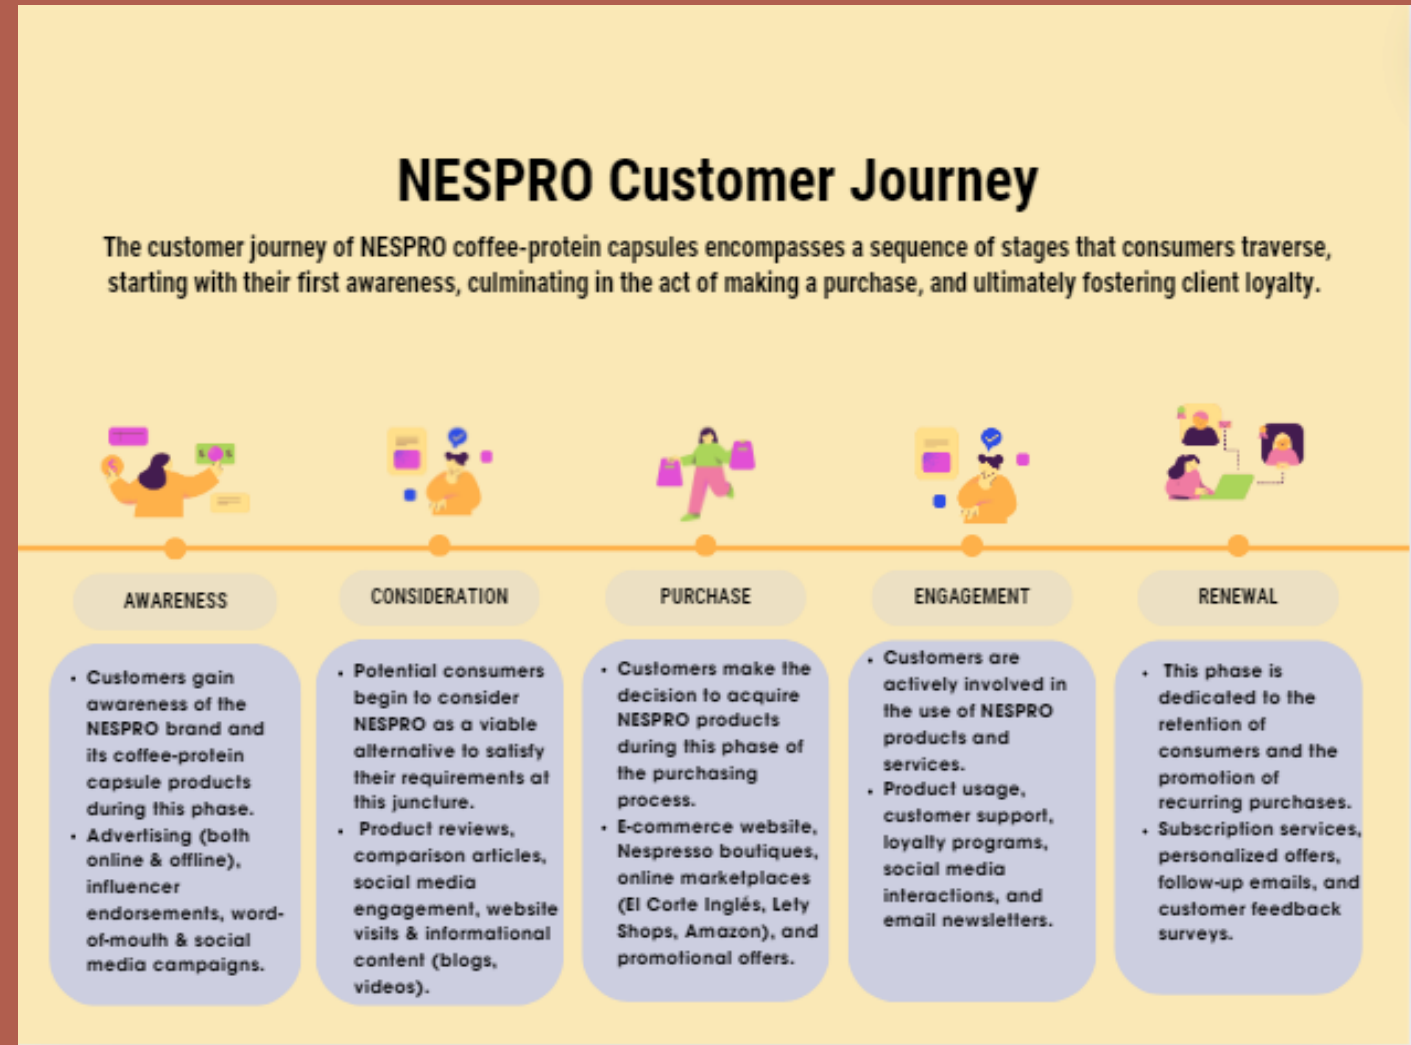 NESPRO Customer Journey
The customer journey of NESPRO coffee-protein capsules encompasses a sequence of stages that consumers traverse,
starting with their first awareness, culminating in the act of making a purchase, and ultimately fostering client loyalty.
AWARENESS
• Customers gain
awareness of the
NESPRO brand and
its coffee-protein
capsule products
during this phase.
• Advertising (both
online & offline),
influencer
endorsements, word-
of-mouth & social
media campaigns.
CONSIDERATION
• Potential consumers
begin to consider
NESPRO as a viable
alternative to satisfy
their requirements at
this juncture.
• Product reviews,
comparison articles,
social media
engagement, website
visits & informational
content (blogs,
videos).
PURCHASE
• Customers make the
decision to acquire
NESPRO products
during this phase of
the purchasing
process.
• E-commerce website,
Nespresso boutiques,
online marketplaces
(El Corte Inglés, Lety
Shops, Amazon), and
promotional offers.
ENGAGEMENT
• Customers are
actively involved in
the use of NESPRO
products and
services.
• Product usage,
customer support,
loyalty programs,
social media
interactions, and
email newsletters.
RENEWAL
• This phase is
dedicated to the
retention of
consumers and the
promotion of
recurring purchases.
• Subscription services,
personalized offers,
follow-up emails, and
customer feedback
surveys.